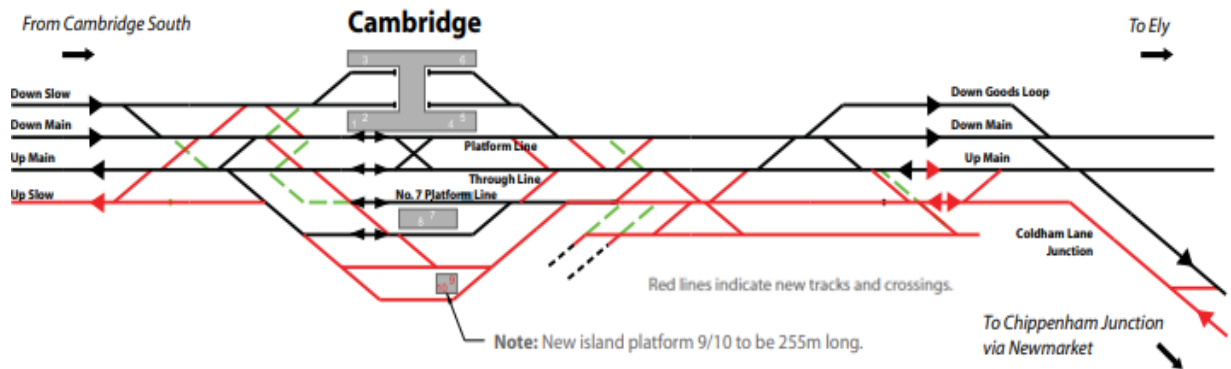 From Cambridge South
Cambridge
To Ely
3
6
Down Slow
Down Goods Loop
2
5
1
4
Down Main
Platform Line
Down Main
Up Main
Through Line
Up Main
Up Slow
No. 7 Platform Line
7
8
Coldham Lane
Junction
9
10
Red lines indicate new tracks and crossings.
Note: New island platform 9/10 to be 255m long.
To Chippenham Junction
via Newmarket